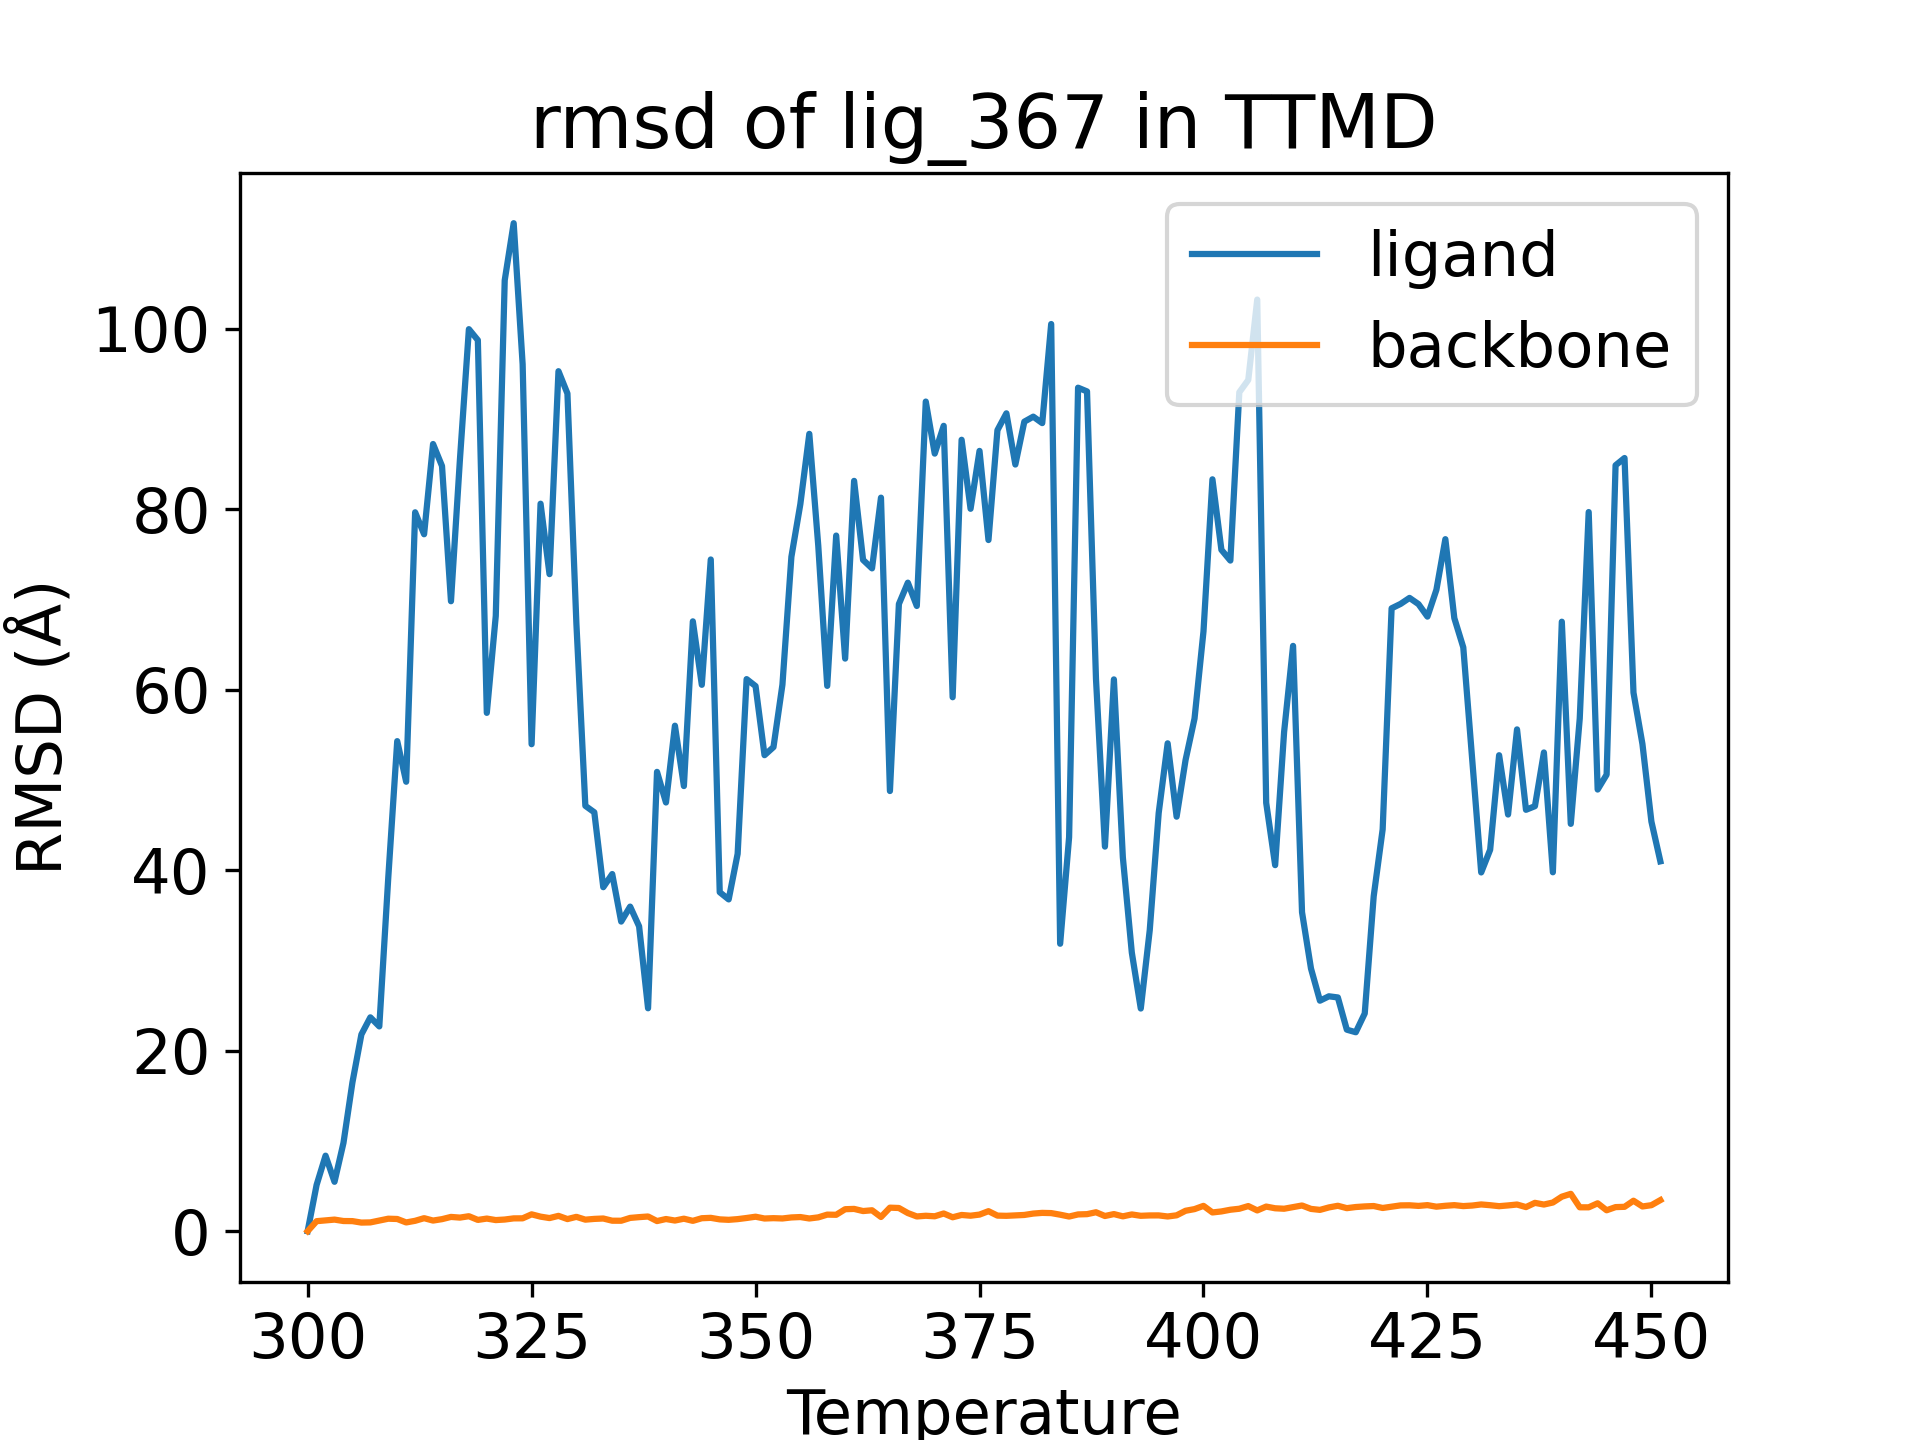 rmsd of lig_367 in TTMD
ligand
backbone
RMSD (Å)
100
80
60
40
20
0
300 325 350 375 400 425 450
Temperature